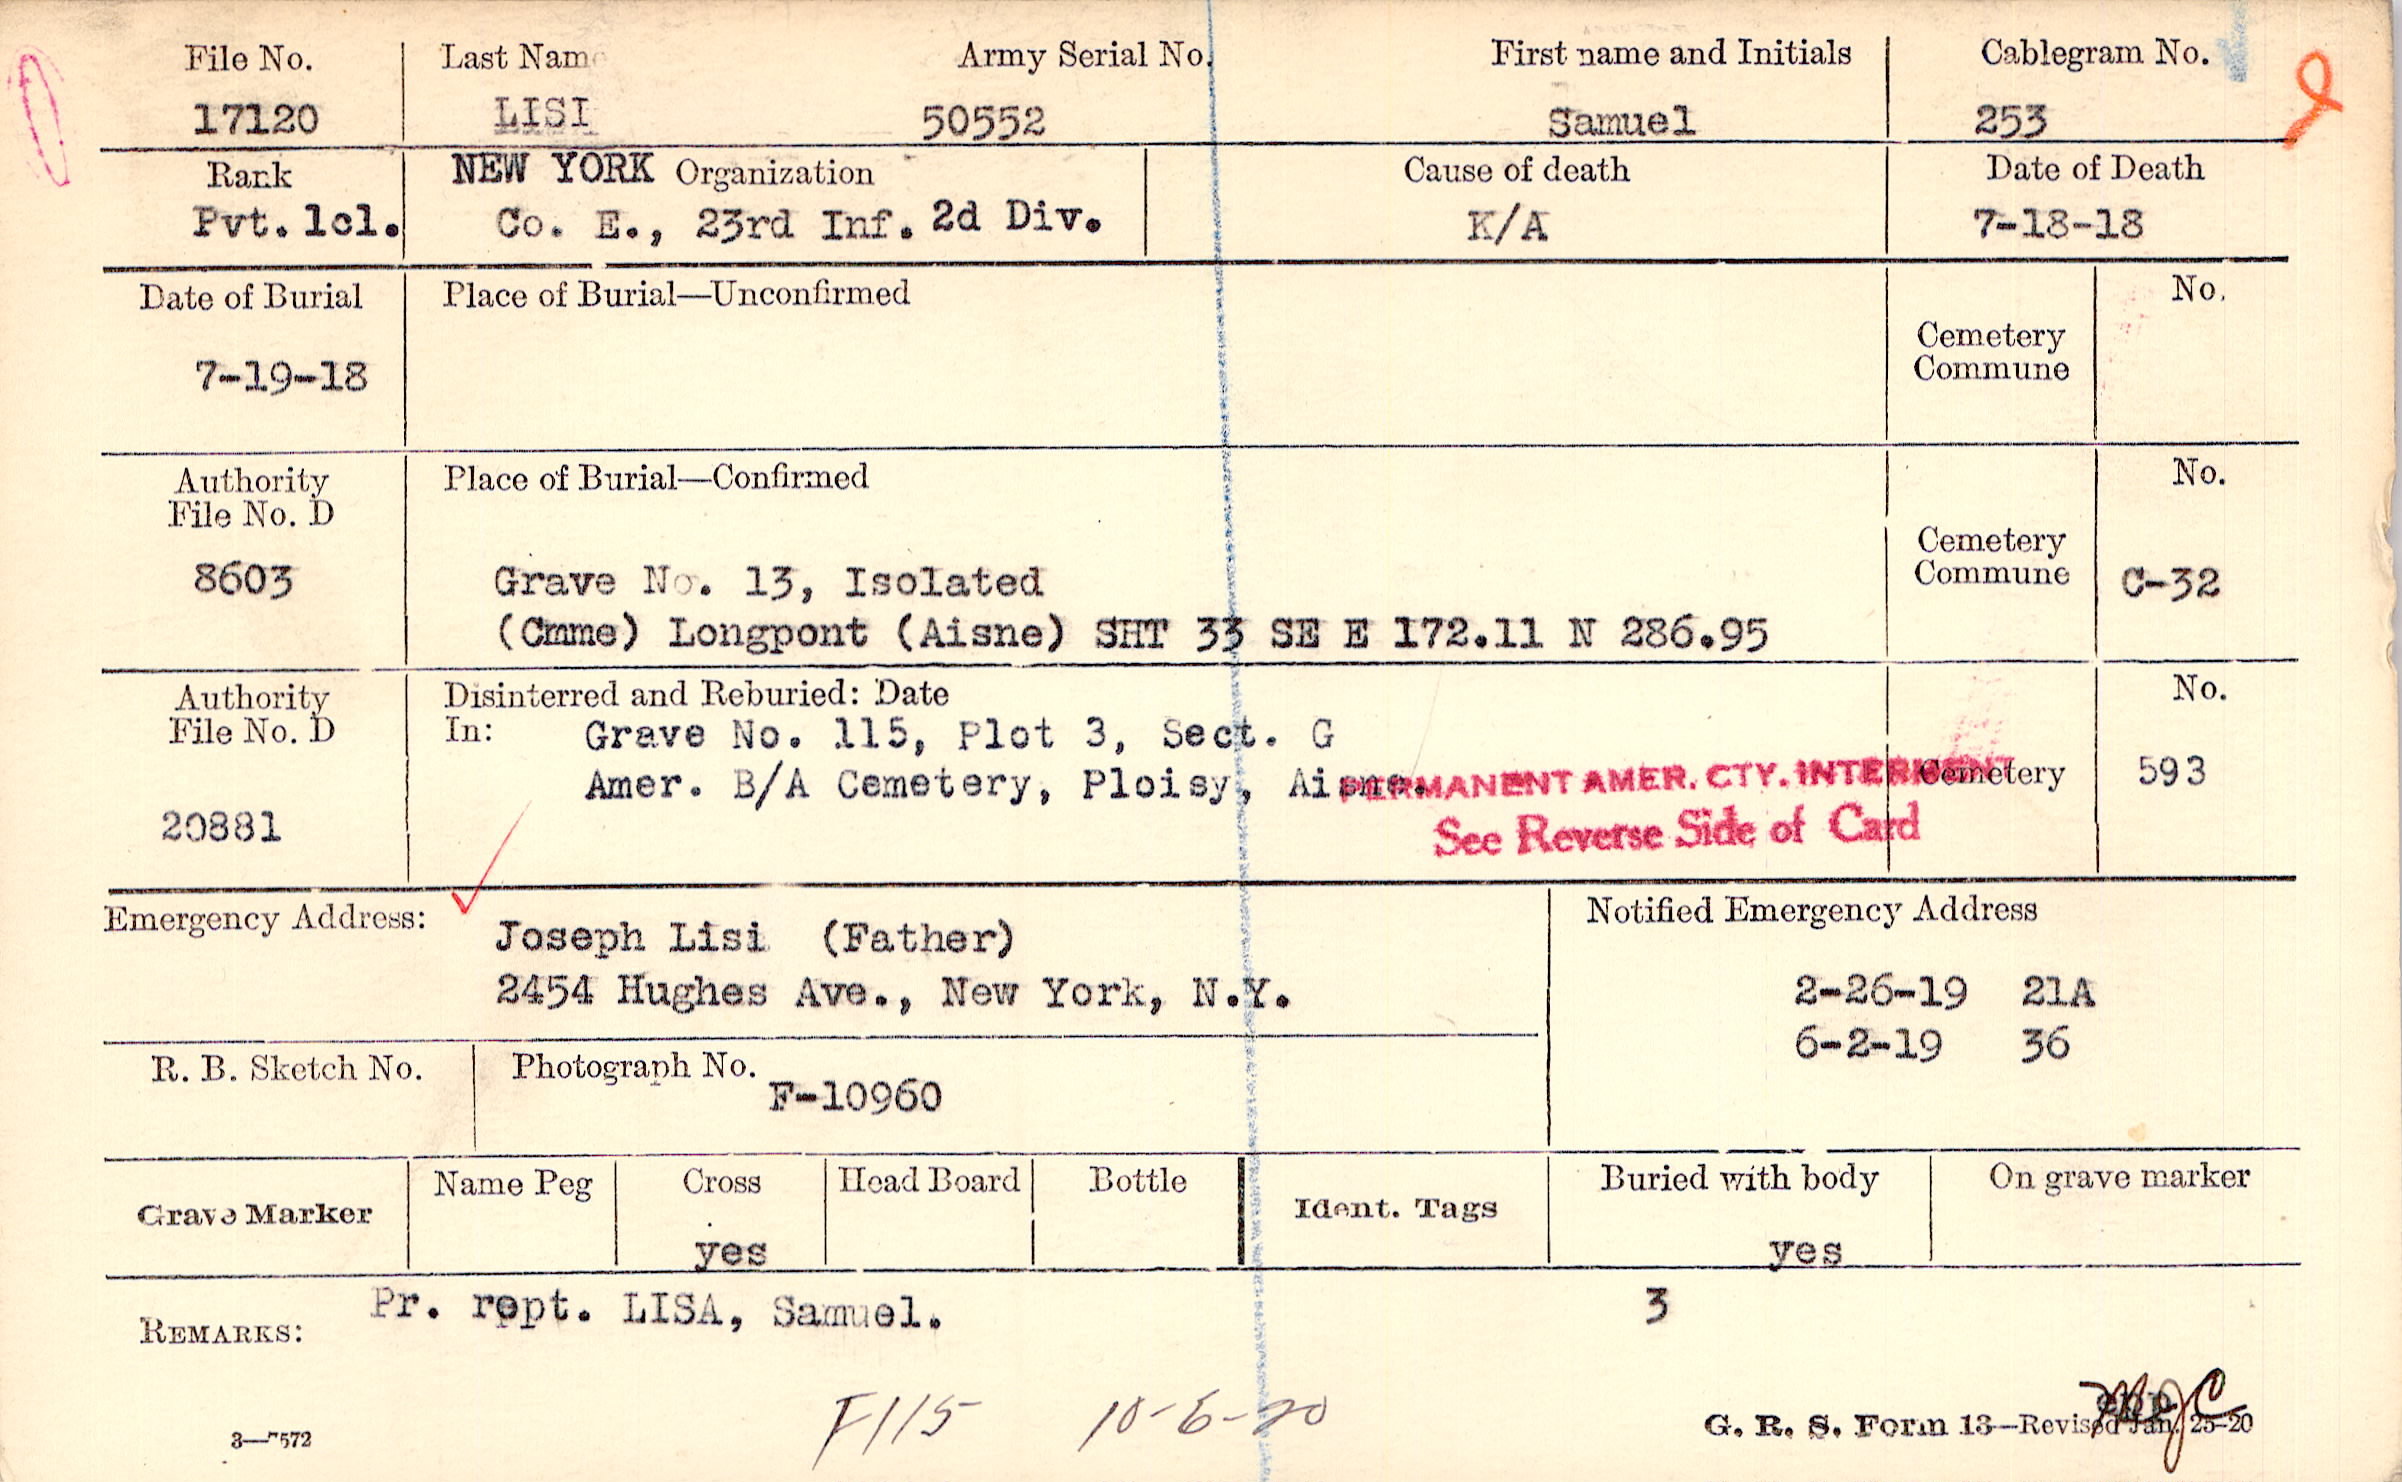 File No. Last Name Army Serial No. First name and Initials Cablegram No.
17120 LISI 50552 Samuel 253
Rank NEW YORK Organization Cause of death Date of Death
Pvt. 1cl. Co. E., 23rd Inf. 2d Div. K/A 7-18-18
Date of Burial Place of Burial—Unconfirmed No.
Cemetery
Commune
7-19-18
Authority Place of Burial—Confirmed No.
File No. D
Cemetery
Commune
8603 Grave No. 13, Isolated C-32
(Cmme) Longpont (Aisne) SHT 33 SE E 172.11 N 286.95
Authority Disinterred and Reburied: Date No.
File No. D In: Grave No. 115, Plot 3, Sect. G
Amer. B/A Cemetery, Ploisy, Aisne. Cemetery 593
PERMANENT AMER. CTY. INTERMENT
20881 See Reverse Side of Card
Emergency Address: Notified Emergency Address
Joseph Lisi (Father)
2454 Hughes Ave., New York, N.Y. 2-26-19 21A
6-2-19 36
R. B. Sketch No. Photograph No.
F-10960
Grave Marker Name Peg Cross Head Board Bottle Ident. Tags Buried with body On grave marker
yes yes
REMARKS: Pr. rept. LISA, Samuel. 3
F115 10-6-20
3—7572 G. R. S. Form 13—Revised Jan. 25-20